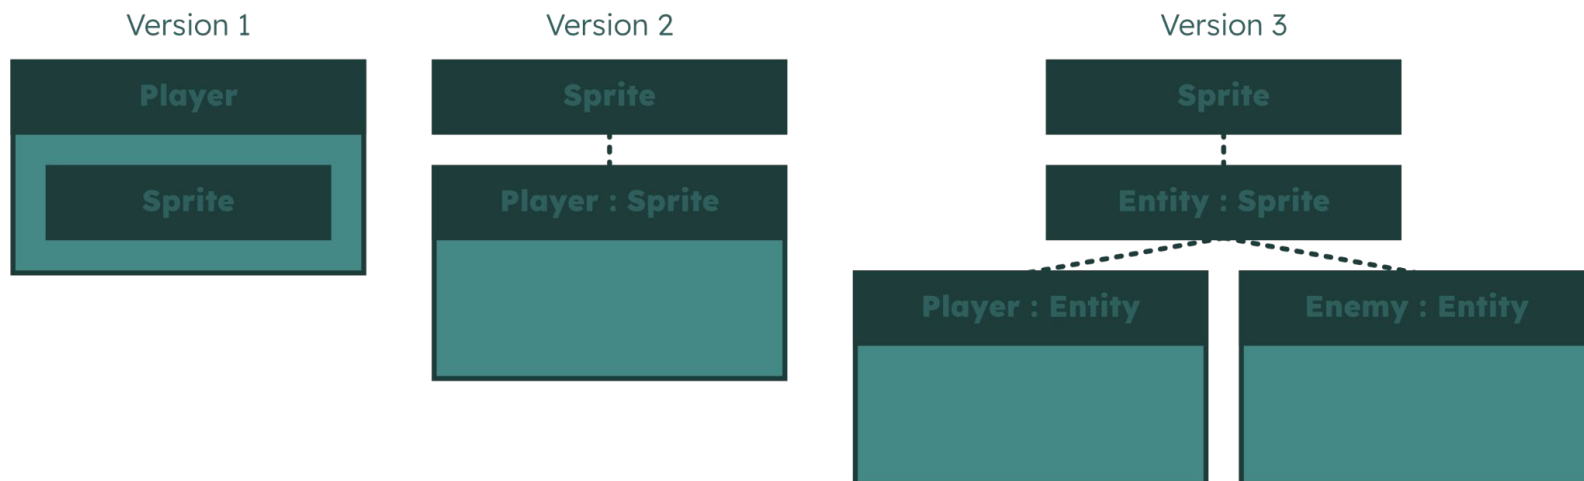 Version 1
Player
Sprite
Version 2
Sprite
Player : Sprite
Version 3
Sprite
Entity : Sprite
Player : Entity
Enemy : Entity